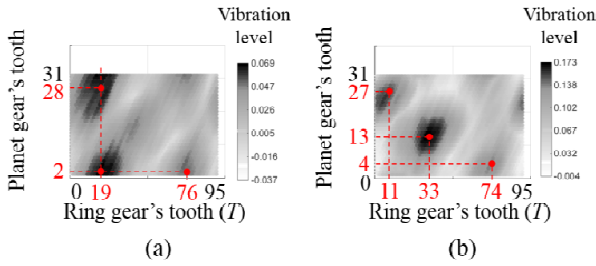 Vibration level
Planet gear's tooth
31
28
2
0 19 76 95
Ring gear's tooth (T)
0.069
0.048
0.027
0.005
-0.016
-0.037
(a)
Vibration level
Planet gear's tooth
31
27
13
4
0 11 33 74 95
Ring gear's tooth (T)
0.173
0.138
0.102
0.067
0.032
-0.004
(b)